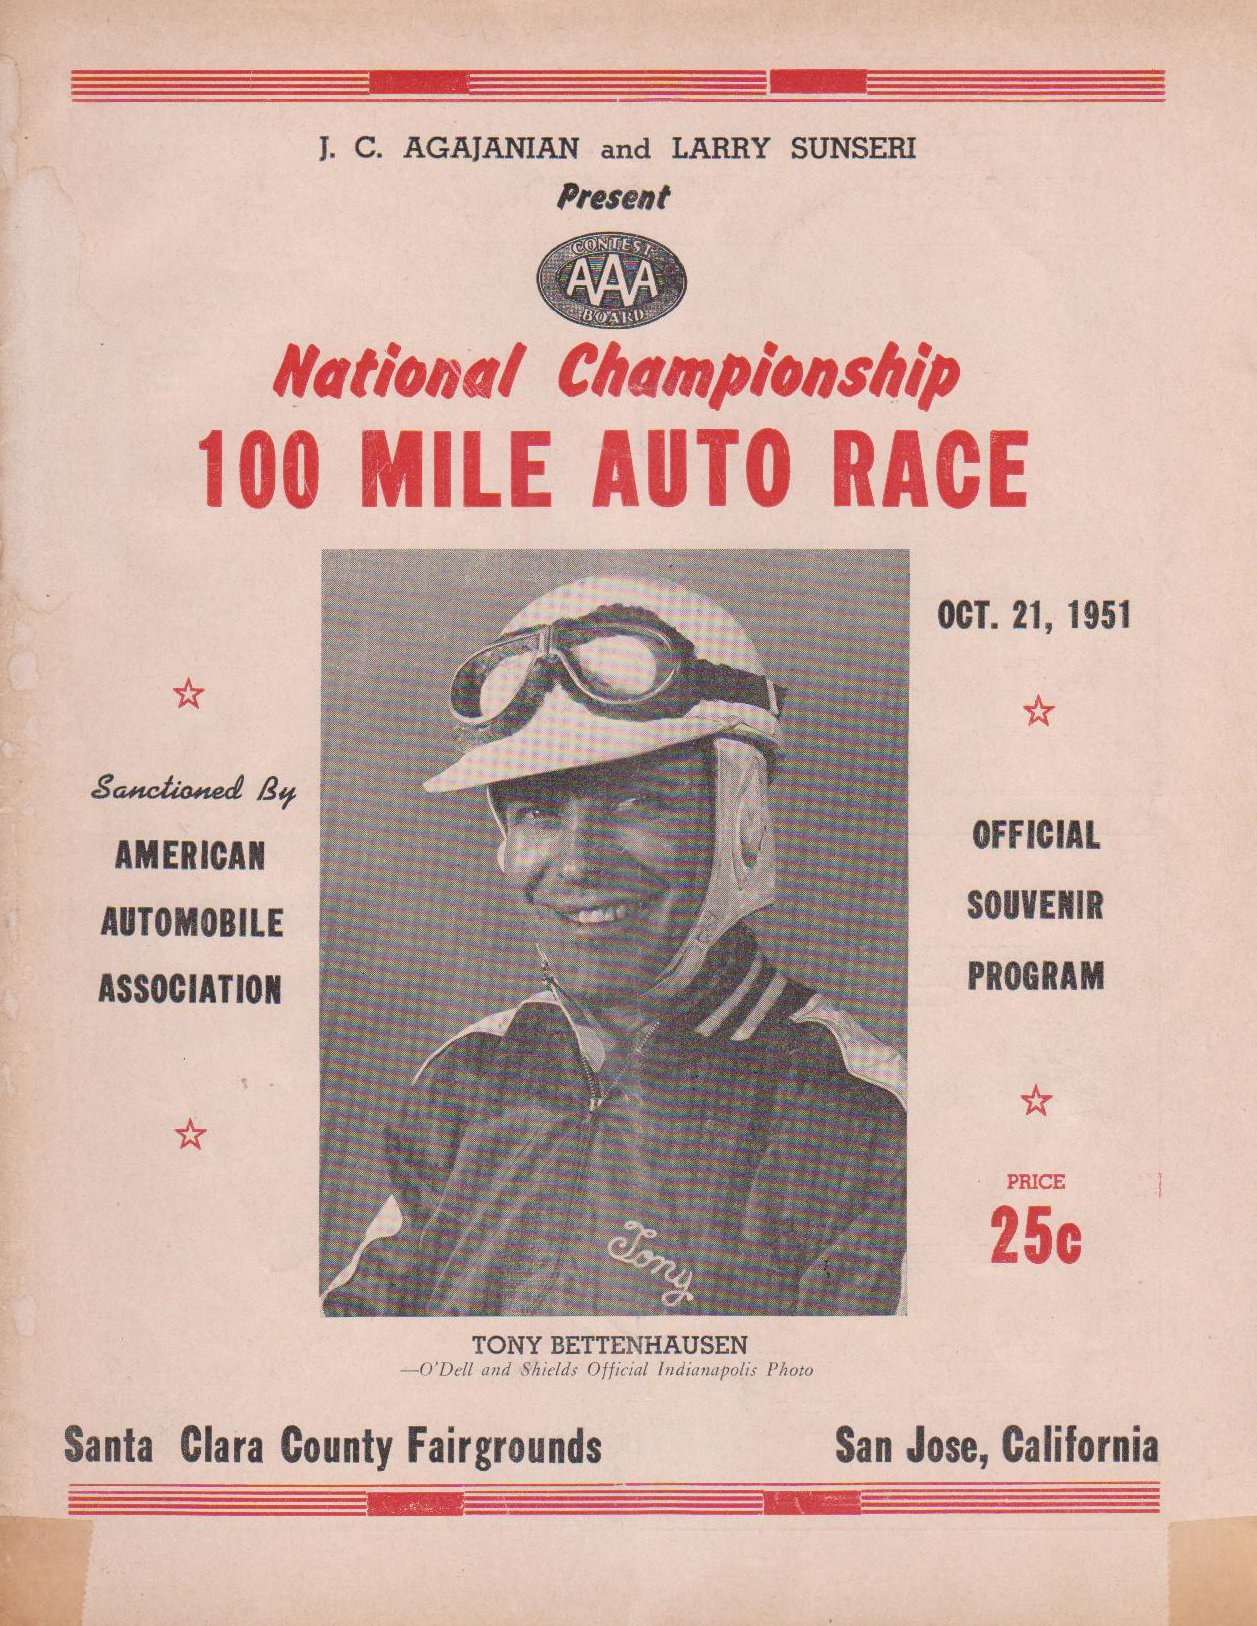 J. C. AGAJANIAN and LARRY SUNSERI
Present
CONTEST
AAA
BOARD
National Championship
100 MILE AUTO RACE
OCT. 21, 1951
Sanctioned By
AMERICAN
AUTOMOBILE
ASSOCIATION
OFFICIAL
SOUVENIR
PROGRAM
PRICE
25c
Tony
TONY BETTENHAUSEN
—O'Dell and Shields Official Indianapolis Photo
Santa Clara County Fairgrounds
San Jose, California